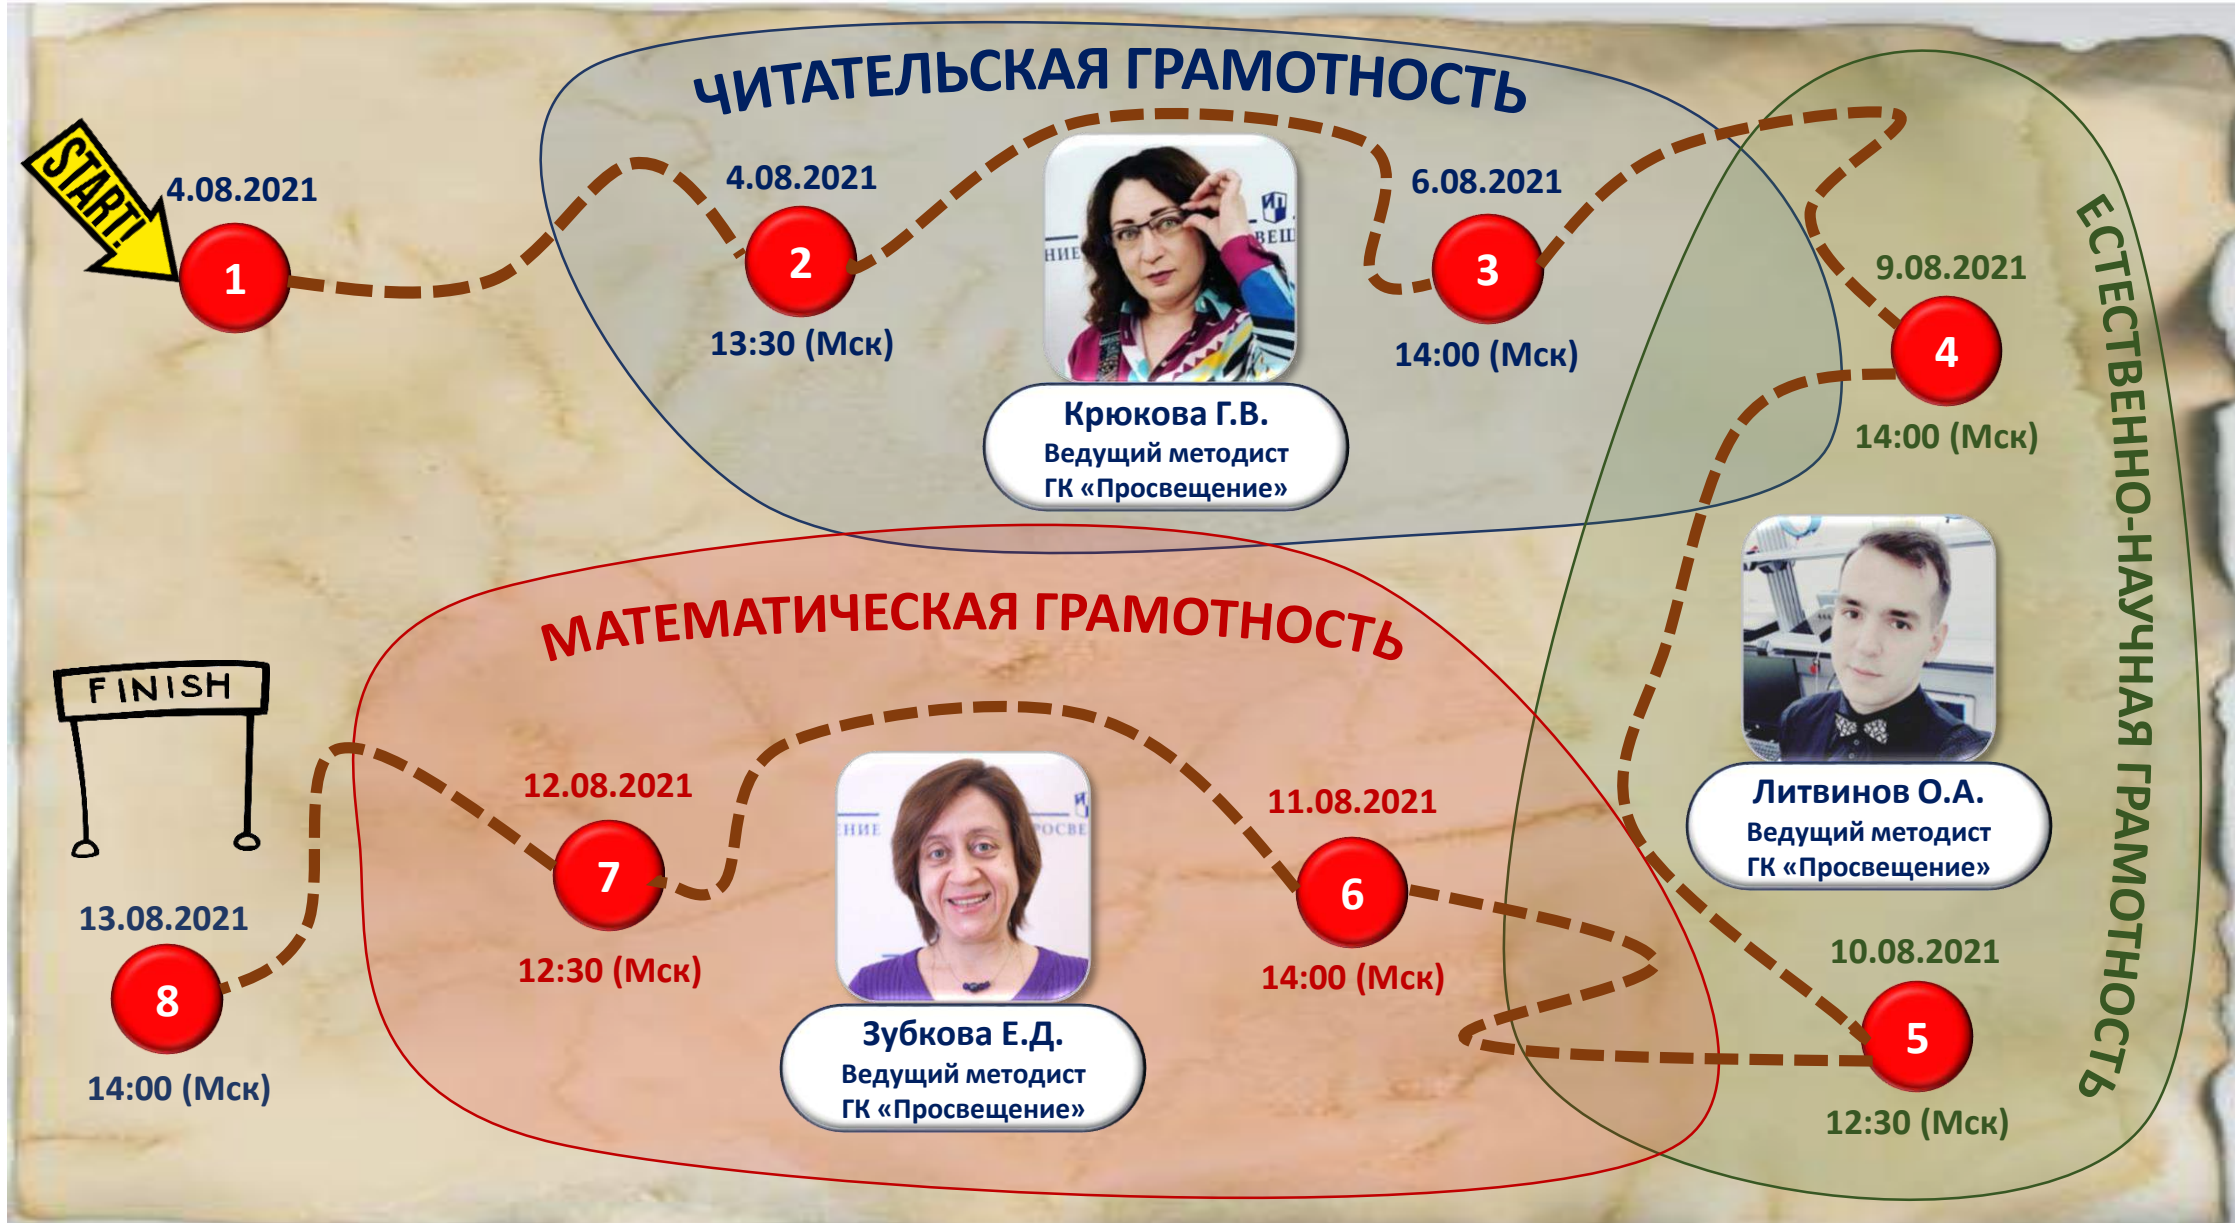 ЧИТАТЕЛЬСКАЯ ГРАМОТНОСТЬ
START!
4.08.2021
1
4.08.2021
2
13:30 (Мск)
НИЕ
ВЕЩ
Крюкова Г.В.
Ведущий методист
ГК «Просвещение»
6.08.2021
3
14:00 (Мск)
ЕСТЕСТВЕННО-НАУЧНАЯ ГРАМОТНОСТЬ
9.08.2021
4
14:00 (Мск)
Литвинов О.А.
Ведущий методист
ГК «Просвещение»
10.08.2021
5
12:30 (Мск)
МАТЕМАТИЧЕСКАЯ ГРАМОТНОСТЬ
11.08.2021
6
14:00 (Мск)
ЕНИЕ
РОСВЕ
Зубкова Е.Д.
Ведущий методист
ГК «Просвещение»
12.08.2021
7
12:30 (Мск)
FINISH
13.08.2021
8
14:00 (Мск)